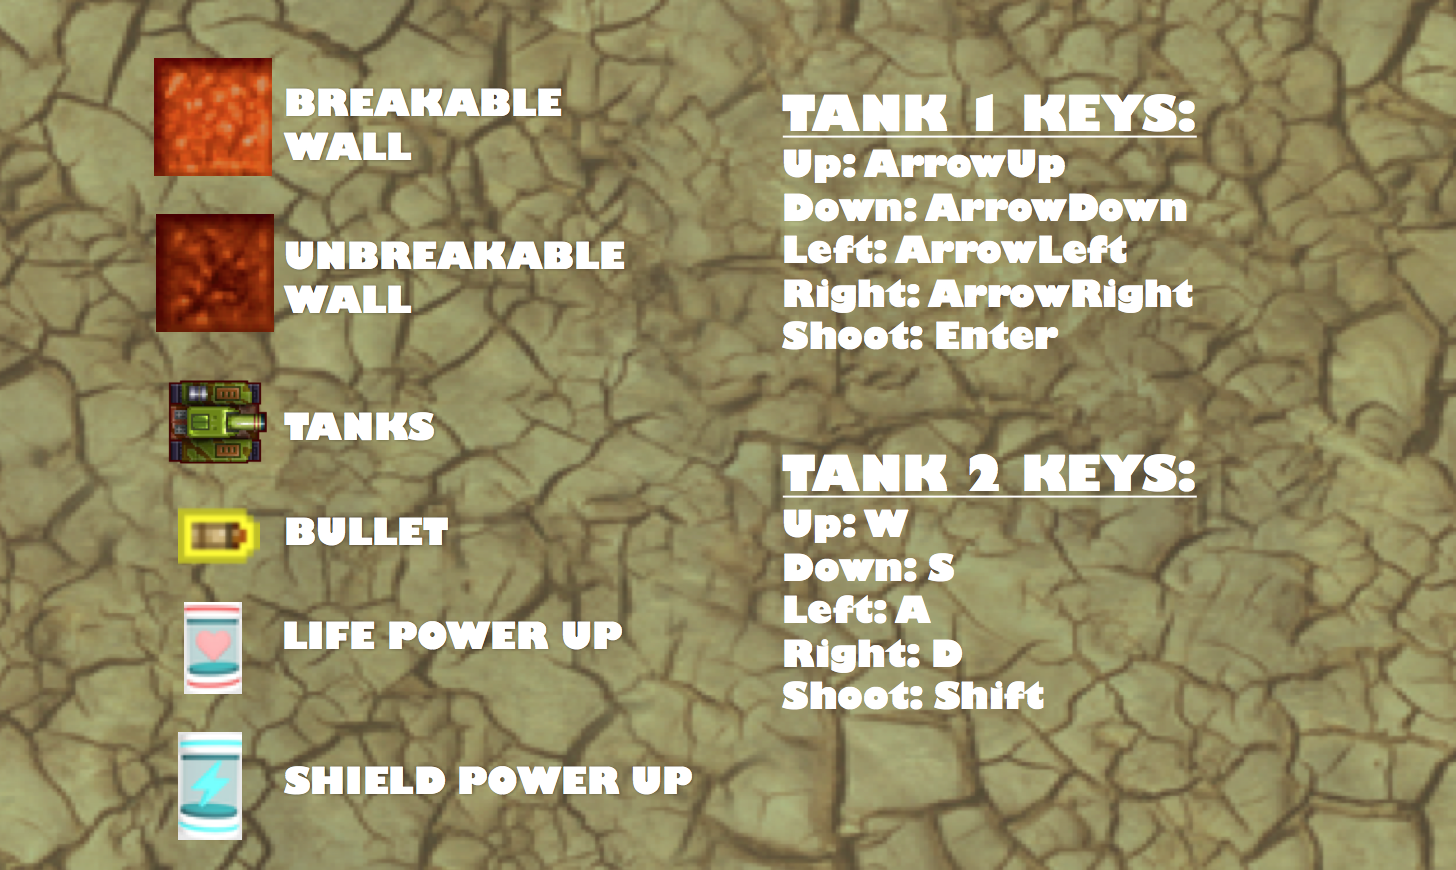 BREAKABLE
WALL
UNBREAKABLE
WALL
TANKS
BULLET
LIFE POWER UP
SHIELD POWER UP
TANK 1 KEYS:
Up: ArrowUp
Down: ArrowDown
Left: ArrowLeft
Right: ArrowRight
Shoot: Enter
TANK 2 KEYS:
Up: W
Down: S
Left: A
Right: D
Shoot: Shift